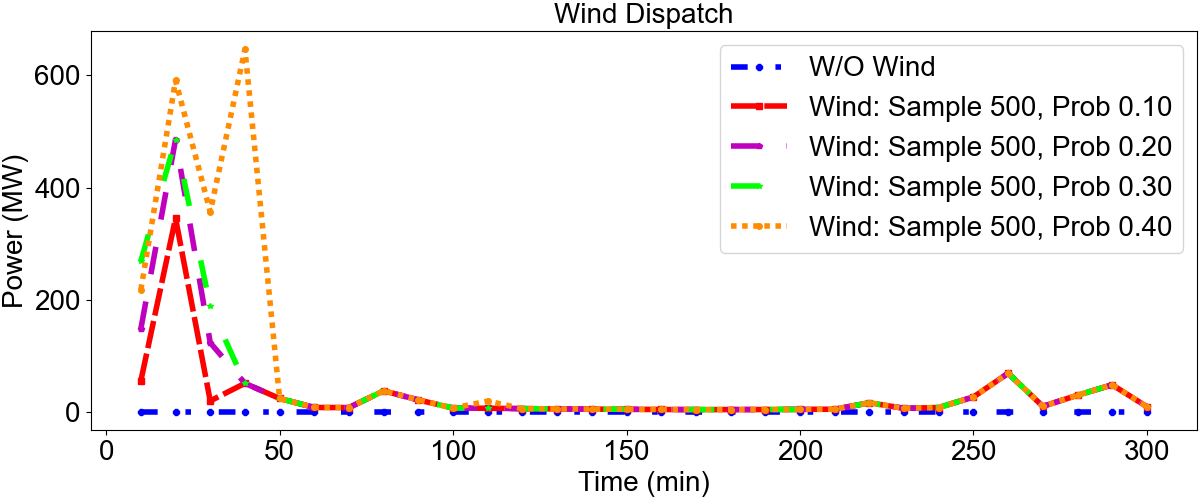 Wind Dispatch
Power (MW)
600
400
200
0
W/O Wind
Wind: Sample 500, Prob 0.10
Wind: Sample 500, Prob 0.20
Wind: Sample 500, Prob 0.30
Wind: Sample 500, Prob 0.40
0 50 100 150 200 250 300
Time (min)